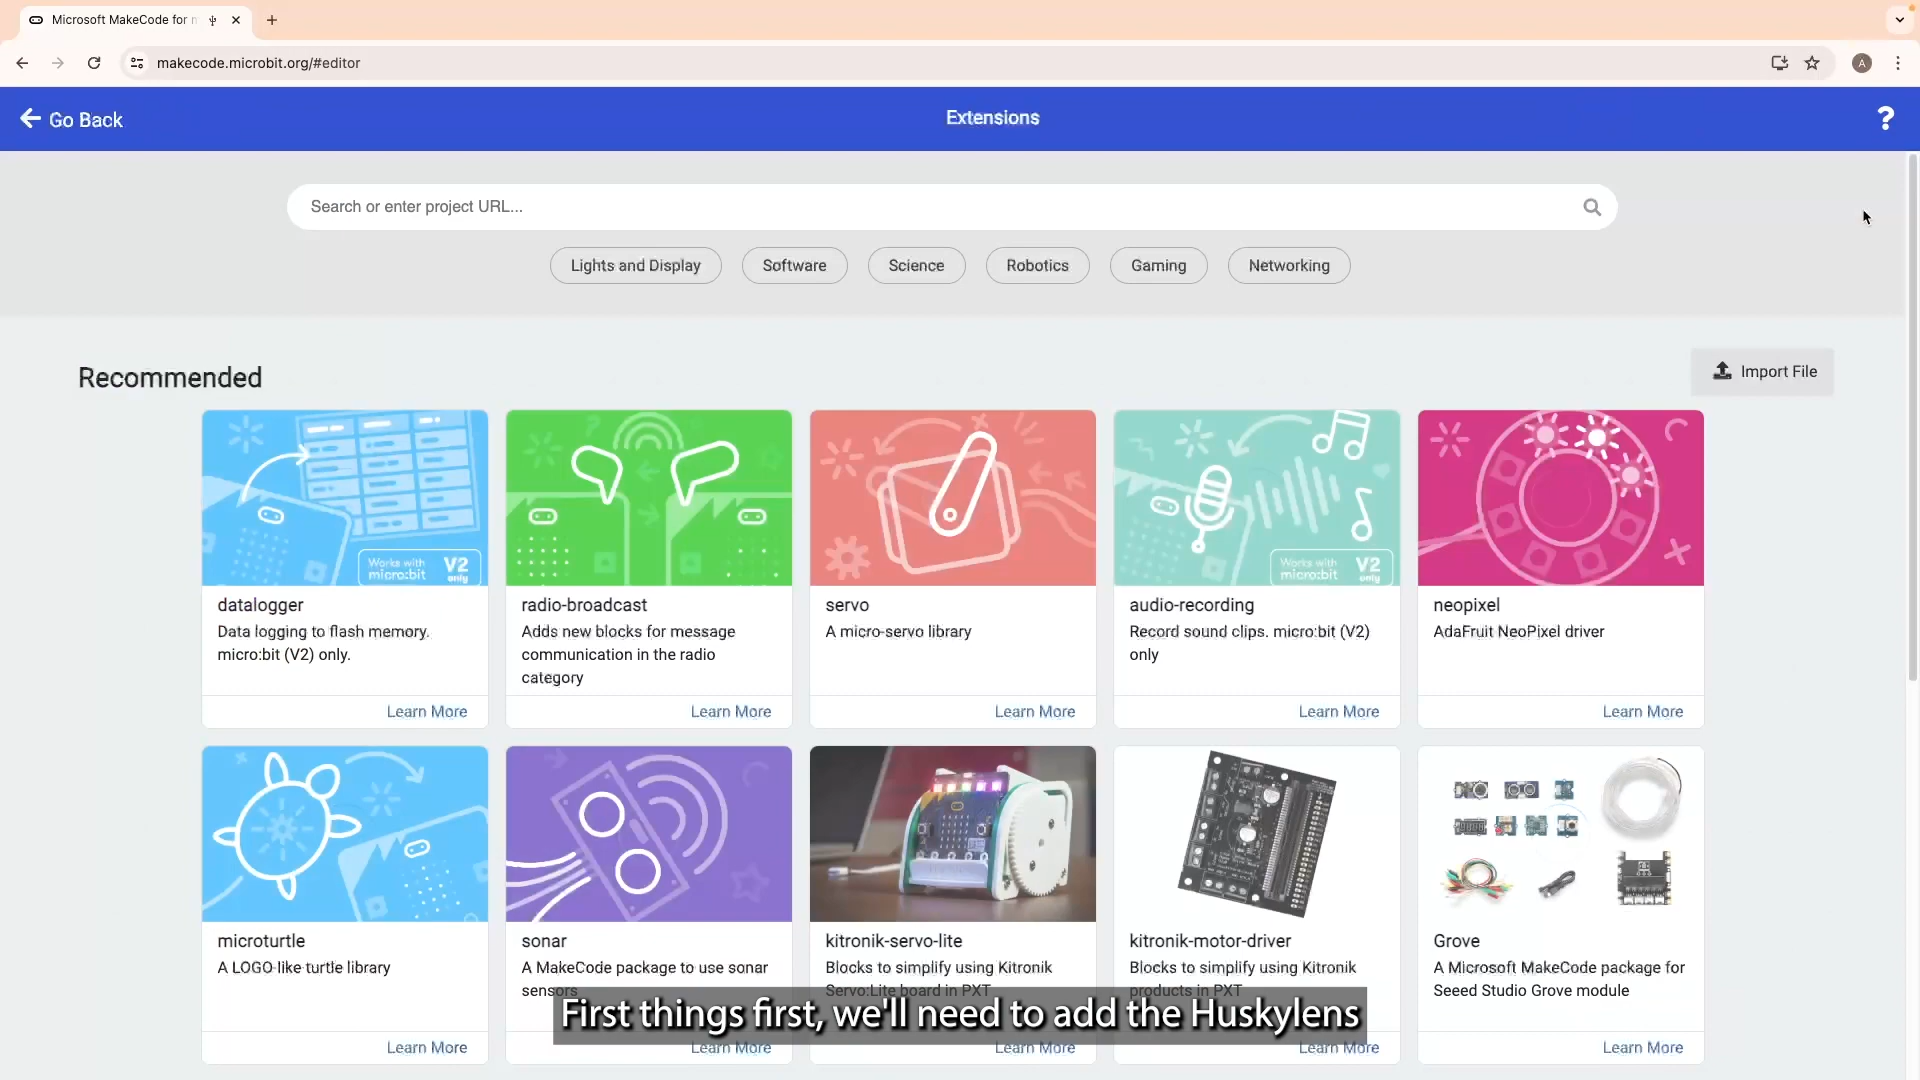 Microsoft MakeCode for
makecode.microbit.org/#editor
A
Go Back
Extensions
?
Search or enter project URL...
Lights and Display
Software
Science
Robotics
Gaming
Networking
Recommended
Import File
Works with
micro:bit
V2
only
Works with
micro:bit
V2
only
datalogger
Data logging to flash memory.
micro:bit (V2) only.
Learn More
radio-broadcast
Adds new blocks for message
communication in the radio
category
Learn More
servo
A micro-servo library
Learn More
audio-recording
Record sound clips. micro:bit (V2)
only
Learn More
neopixel
AdaFruit NeoPixel driver
Learn More
microturtle
A LOGO-like turtle library
Learn More
sonar
A MakeCode package to use sonar
sensors
Learn More
kitronik-servo-lite
Blocks to simplify using Kitronik
Servo:Lite board in PXT
Learn More
kitronik-motor-driver
Blocks to simplify using Kitronik
products in PXT
Learn More
Grove
A Microsoft MakeCode package for
Seeed Studio Grove module
Learn More
First things first, we'll need to add the Huskylens